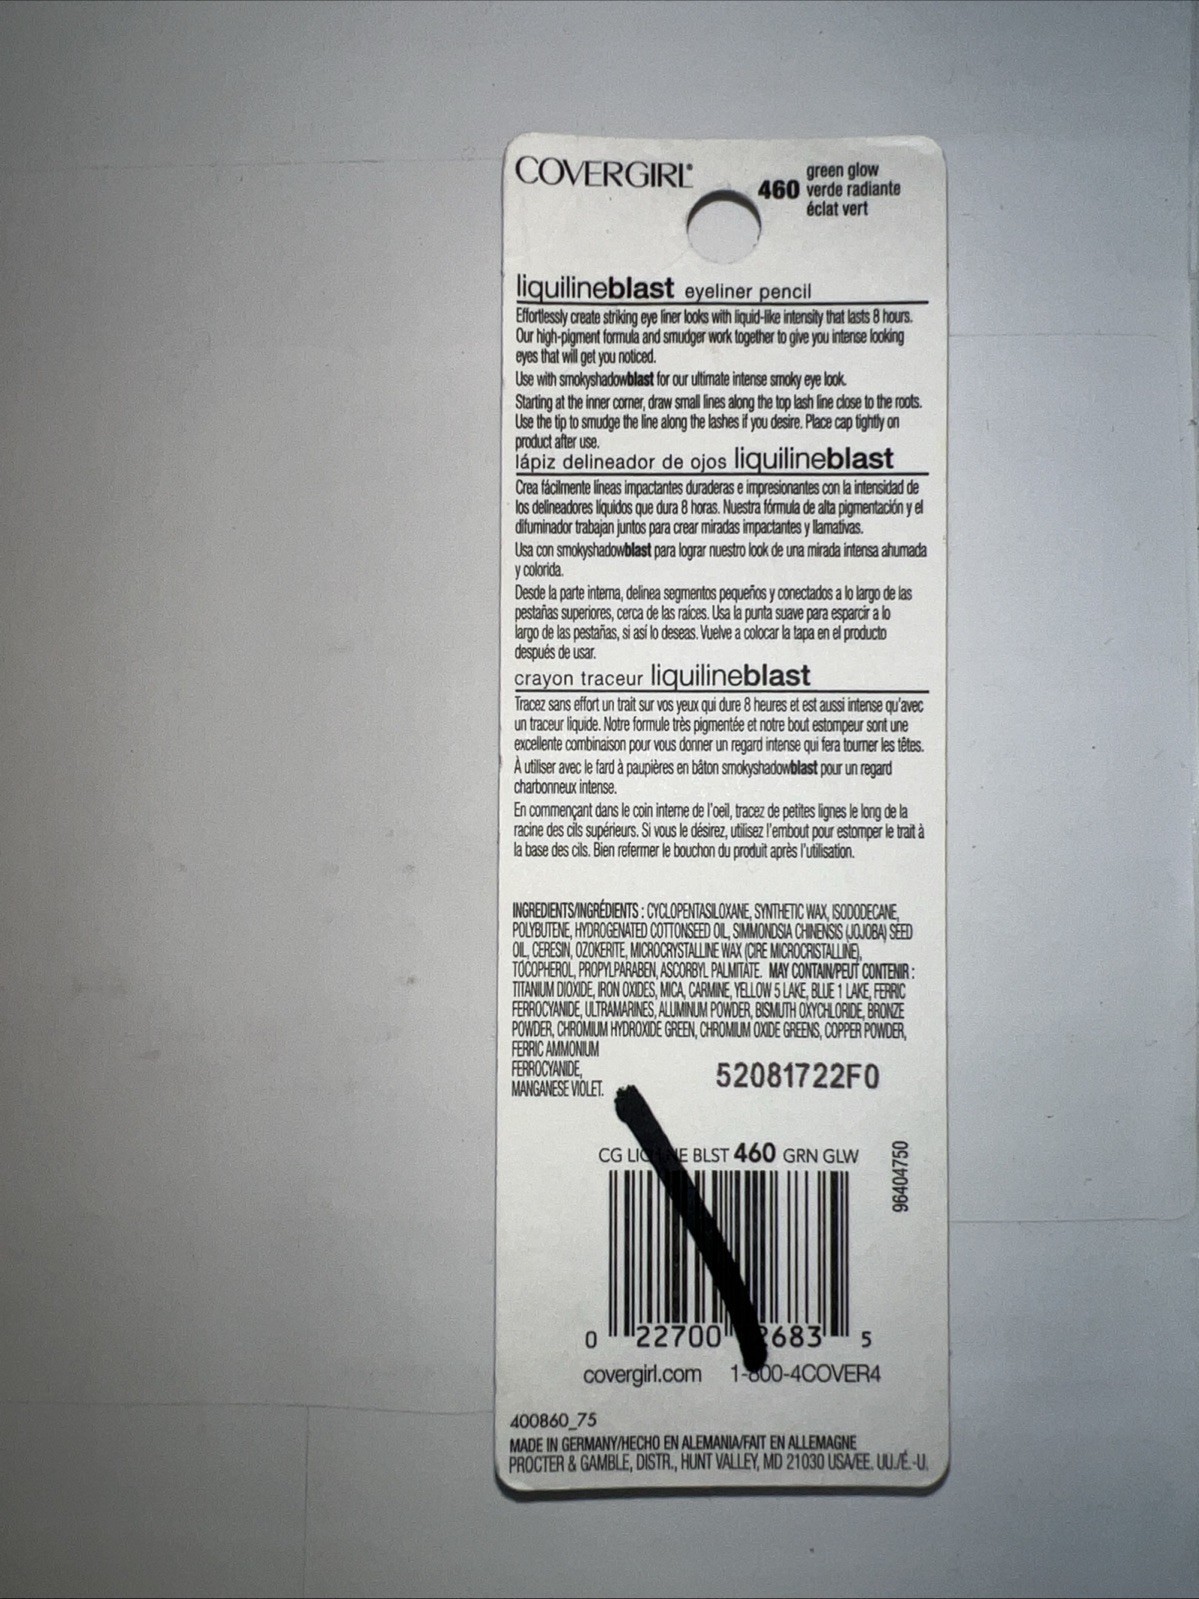 COVERGIRL®
460 green glow
verde radiante
éclat vert
liquilineblast eyeliner pencil
Effortlessly create striking eye liner looks with liquid-like intensity that lasts 8 hours.
Our high-pigment formula and smudger work together to give you intense looking
eyes that will get you noticed.
Use with smokyshadowblast for our ultimate intense smoky eye look.
Starting at the inner corner, draw small lines along the top lash line close to the roots.
Use the tip to smudge the line along the lashes if you desire. Place cap tightly on
product after use.
lápiz delineador de ojos liquilineblast
Crea fácilmente líneas impactantes duraderas e impresionantes con la intensidad de
los delineadores líquidos que dura 8 horas. Nuestra fórmula de alta pigmentación y el
difuminador trabajan juntos para crear miradas impactantes y llamativas.
Usa con smokyshadowblast para lograr nuestro look de una mirada intensa ahumada
y colorida.
Desde la parte interna, delinea segmentos pequeños y conectados a lo largo de las
pestañas superiores, cerca de las raíces. Usa la punta suave para esparcir a lo
largo de las pestañas, si así lo deseas. Vuelve a colocar la tapa en el producto
después de usar.
crayon traceur liquilineblast
Tracez sans effort un trait sur vos yeux qui dure 8 heures et est aussi intense qu'avec
un traceur liquide. Notre formule très pigmentée et notre bout estompeur sont une
excellente combinaison pour vous donner un regard intense qui fera tourner les têtes.
À utiliser avec le fard à paupières en bâton smokyshadowblast pour un regard
charbonneux intense.
En commençant dans le coin interne de l'oeil, tracez de petites lignes le long de la
racine des cils supérieurs. Si vous le désirez, utilisez l'embout pour estomper le trait à
la base des cils. Bien refermer le bouchon du produit après l'utilisation.
INGREDIENTS/INGRÉDIENTS : CYCLOPENTASILOXANE, SYNTHETIC WAX, ISODODECANE,
POLYBUTENE, HYDROGENATED COTTONSEED OIL, SIMMONDSIA CHINENSIS (JOJOBA) SEED
OIL, CERESIN, OZOKERITE, MICROCRYSTALLINE WAX (CIRE MICROCRISTALLINE),
TOCOPHEROL, PROPYLPARABEN, ASCORBYL PALMITATE. MAY CONTAIN/PEUT CONTENIR :
TITANIUM DIOXIDE, IRON OXIDES, MICA, CARMINE, YELLOW 5 LAKE, BLUE 1 LAKE, FERRIC
FERROCYANIDE, ULTRAMARINES, ALUMINUM POWDER, BISMUTH OXYCHLORIDE, BRONZE
POWDER, CHROMIUM HYDROXIDE GREEN, CHROMIUM OXIDE GREENS, COPPER POWDER,
FERRIC AMMONIUM
FERROCYANIDE,
MANGANESE VIOLET.
52081722F0
CG BLST 460 GRN GLW
96404750
0 22700 683 5
covergirl.com 1-800-4COVER4
400860_75
MADE IN GERMANY/HECHO EN ALEMANIA/FAIT EN ALLEMAGNE
PROCTER & GAMBLE, DISTR., HUNT VALLEY, MD 21030 USA/EE. UU./É.-U.